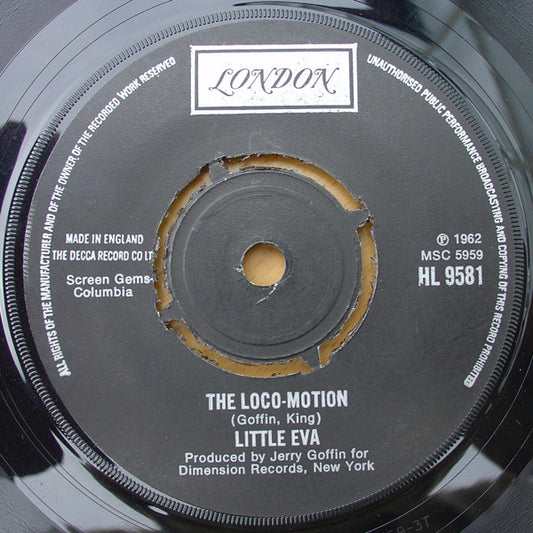 LONDON
ALL RIGHTS OF THE MANUFACTURER AND OF THE OWNER OF THE RECORDED WORK RESERVED
UNAUTHORISED PUBLIC PERFORMANCE BROADCASTING AND COPYING OF THIS RECORD PROHIBITED
MADE IN ENGLAND
THE DECCA RECORD CO LT
Screen Gems-
Columbia
℗ 1962
MSC 5959
HL 9581
THE LOCO-MOTION
(Goffin, King)
LITTLE EVA
Produced by Jerry Goffin for
Dimension Records, New York